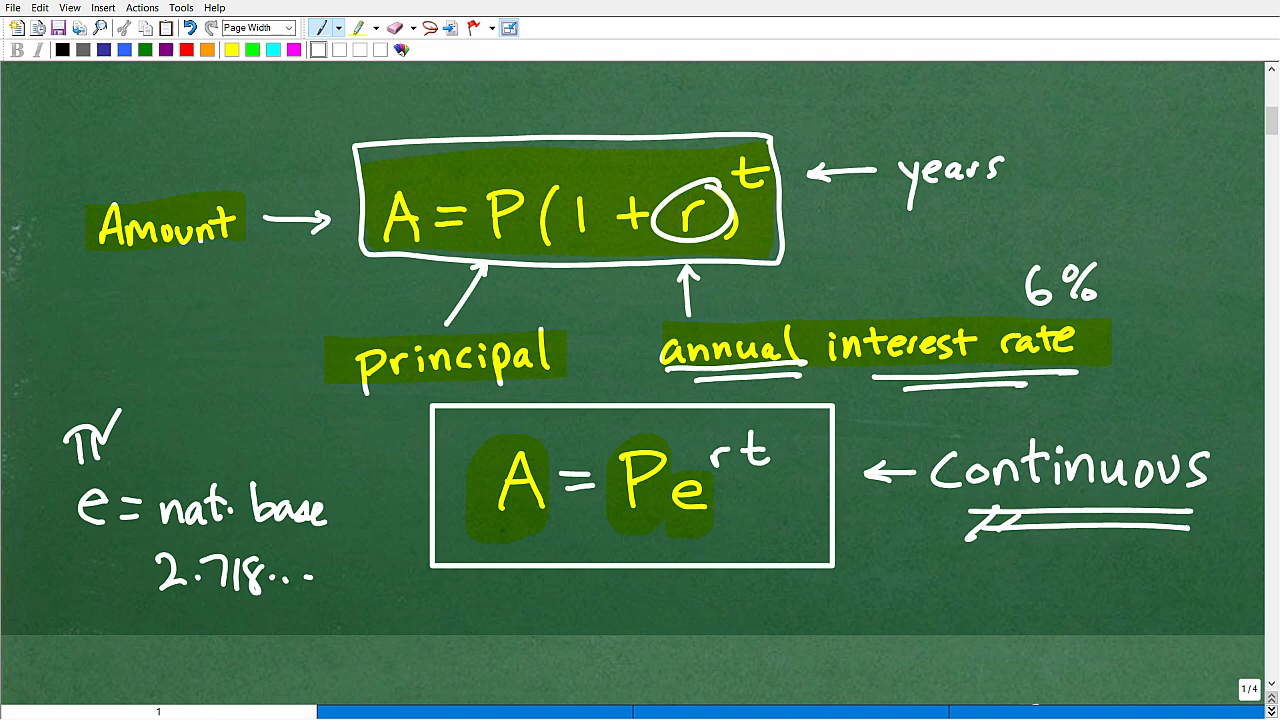 File Edit View Insert Actions Tools Help
Page Width
B I
A = P(1 + r)^t
← years
Amount →
6%
principal
annual interest rate
π
A = Pe^rt
← Continuous
e = nat. base
2.718...
1/4
1